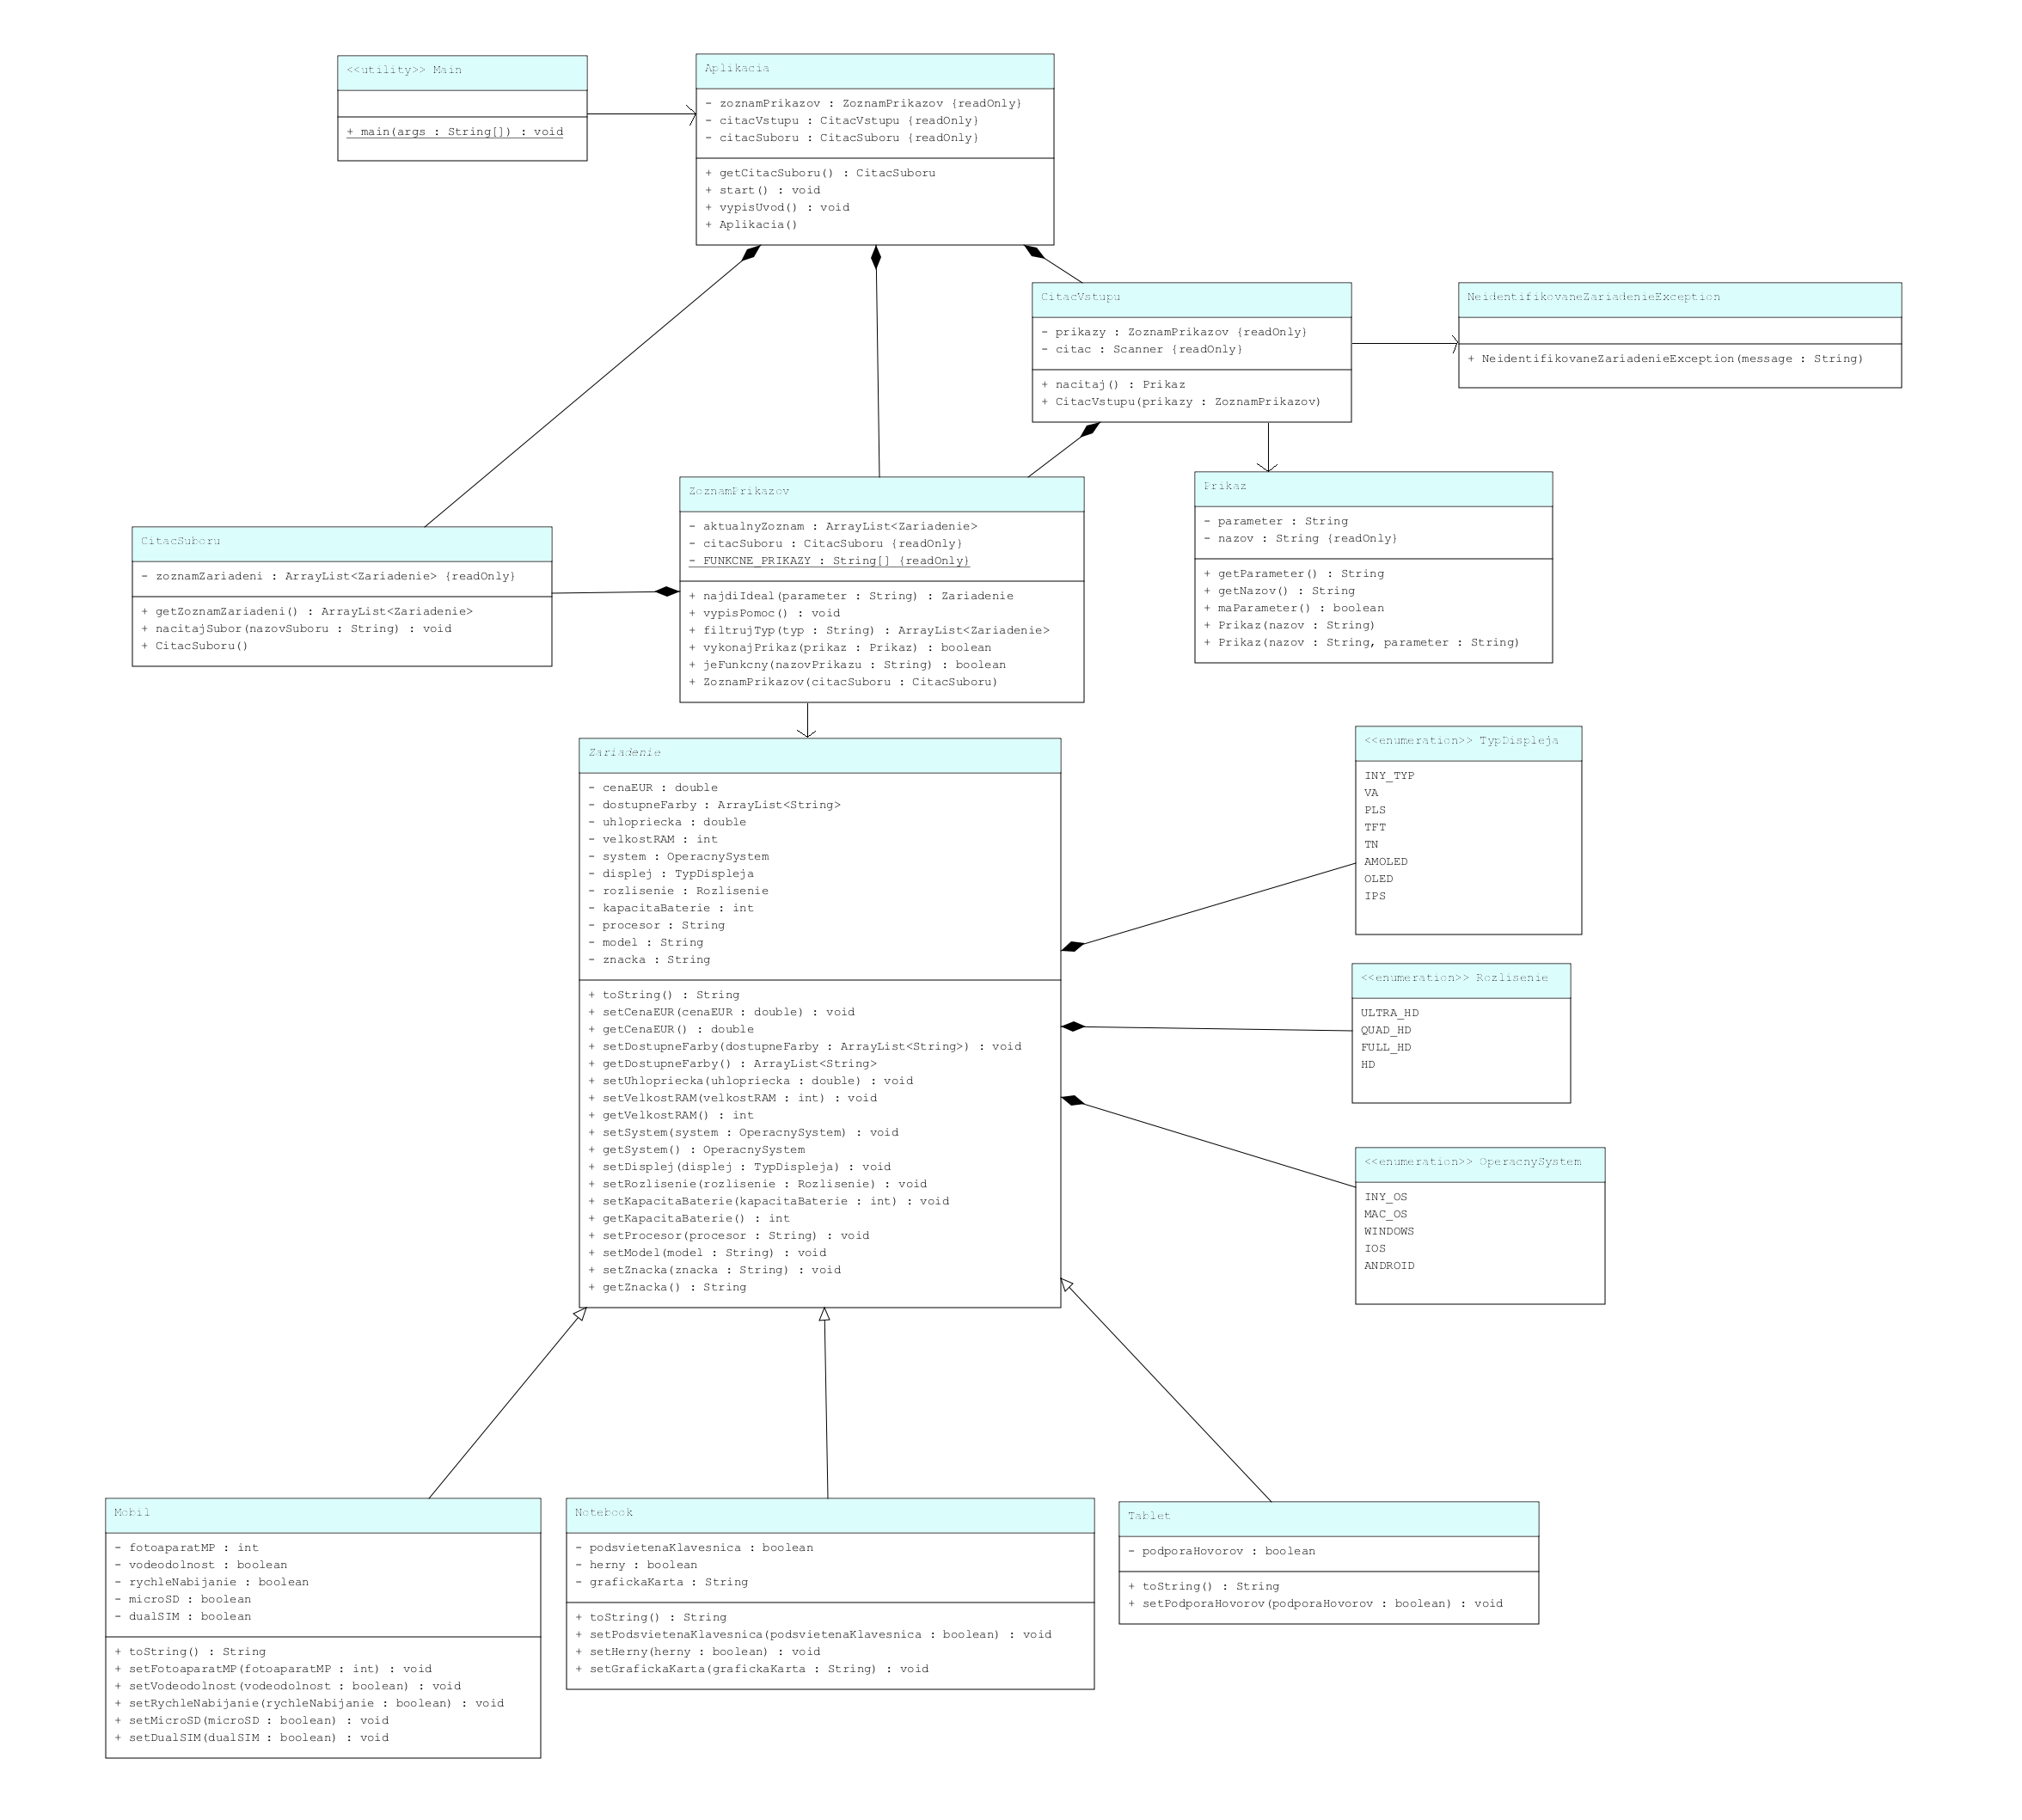 <<utility>> Main
+ main(args : String[]) : void
Aplikacia
- zoznamPrikazov : ZoznamPrikazov {readOnly}
- citacVstupu : CitacVstupu {readOnly}
- citacSuboru : CitacSuboru {readOnly}
+ getCitacSuboru() : CitacSuboru
+ start() : void
+ vypisUvod() : void
+ Aplikacia()
CitacVstupu
- prikazy : ZoznamPrikazov {readOnly}
- citac : Scanner {readOnly}
+ nacitaj() : Prikaz
+ CitacVstupu(prikazy : ZoznamPrikazov)
NeidentifikovaneZariadenieException
+ NeidentifikovaneZariadenieException(message : String)
CitacSuboru
- zoznamZariadeni : ArrayList<Zariadenie> {readOnly}
+ getZoznamZariadeni() : ArrayList<Zariadenie>
+ nacitajSubor(nazovSuboru : String) : void
+ CitacSuboru()
ZoznamPrikazov
- aktualnyZoznam : ArrayList<Zariadenie>
- citacSuboru : CitacSuboru {readOnly}
- FUNKCNE_PRIKAZY : String[] {readOnly}
+ najdiIdeal(parameter : String) : Zariadenie
+ vypisPomoc() : void
+ filtrujTyp(typ : String) : ArrayList<Zariadenie>
+ vykonajPrikaz(prikaz : Prikaz) : boolean
+ jeFunkcny(nazovPrikazu : String) : boolean
+ ZoznamPrikazov(citacSuboru : CitacSuboru)
Prikaz
- parameter : String
- nazov : String {readOnly}
+ getParameter() : String
+ getNazov() : String
+ maParameter() : boolean
+ Prikaz(nazov : String)
+ Prikaz(nazov : String, parameter : String)
Zariadenie
- cenaEUR : double
- dostupneFarby : ArrayList<String>
- uhlopriecka : double
- velkostRAM : int
- system : OperacnySystem
- displej : TypDispleja
- rozlisenie : Rozlisenie
- kapacitaBaterie : int
- procesor : String
- model : String
- znacka : String
+ toString() : String
+ setCenaEUR(cenaEUR : double) : void
+ getCenaEUR() : double
+ setDostupneFarby(dostupneFarby : ArrayList<String>) : void
+ getDostupneFarby() : ArrayList<String>
+ setUhlopriecka(uhlopriecka : double) : void
+ setVelkostRAM(velkostRAM : int) : void
+ getVelkostRAM() : int
+ setSystem(system : OperacnySystem) : void
+ getSystem() : OperacnySystem
+ setDisplej(displej : TypDispleja) : void
+ setRozlisenie(rozlisenie : Rozlisenie) : void
+ setKapacitaBaterie(kapacitaBaterie : int) : void
+ getKapacitaBaterie() : int
+ setProcesor(procesor : String) : void
+ setModel(model : String) : void
+ setZnacka(znacka : String) : void
+ getZnacka() : String
<<enumeration>> TypDispleja
INY_TYP
VA
PLS
TFT
TN
AMOLED
OLED
IPS
<<enumeration>> Rozlisenie
ULTRA_HD
QUAD_HD
FULL_HD
HD
<<enumeration>> OperacnySystem
INY_OS
MAC_OS
WINDOWS
IOS
ANDROID
Mobil
- fotoaparatMP : int
- vodeodolnost : boolean
- rychleNabijanie : boolean
- microSD : boolean
- dualSIM : boolean
+ toString() : String
+ setFotoaparatMP(fotoaparatMP : int) : void
+ setVodeodolnost(vodeodolnost : boolean) : void
+ setRychleNabijanie(rychleNabijanie : boolean) : void
+ setMicroSD(microSD : boolean) : void
+ setDualSIM(dualSIM : boolean) : void
Notebook
- podsvietenaKlavesnica : boolean
- herny : boolean
- grafickaKarta : String
+ toString() : String
+ setPodsvietenaKlavesnica(podsvietenaKlavesnica : boolean) : void
+ setHerny(herny : boolean) : void
+ setGrafickaKarta(grafickaKarta : String) : void
Tablet
- podporaHovorov : boolean
+ toString() : String
+ setPodporaHovorov(podporaHovorov : boolean) : void